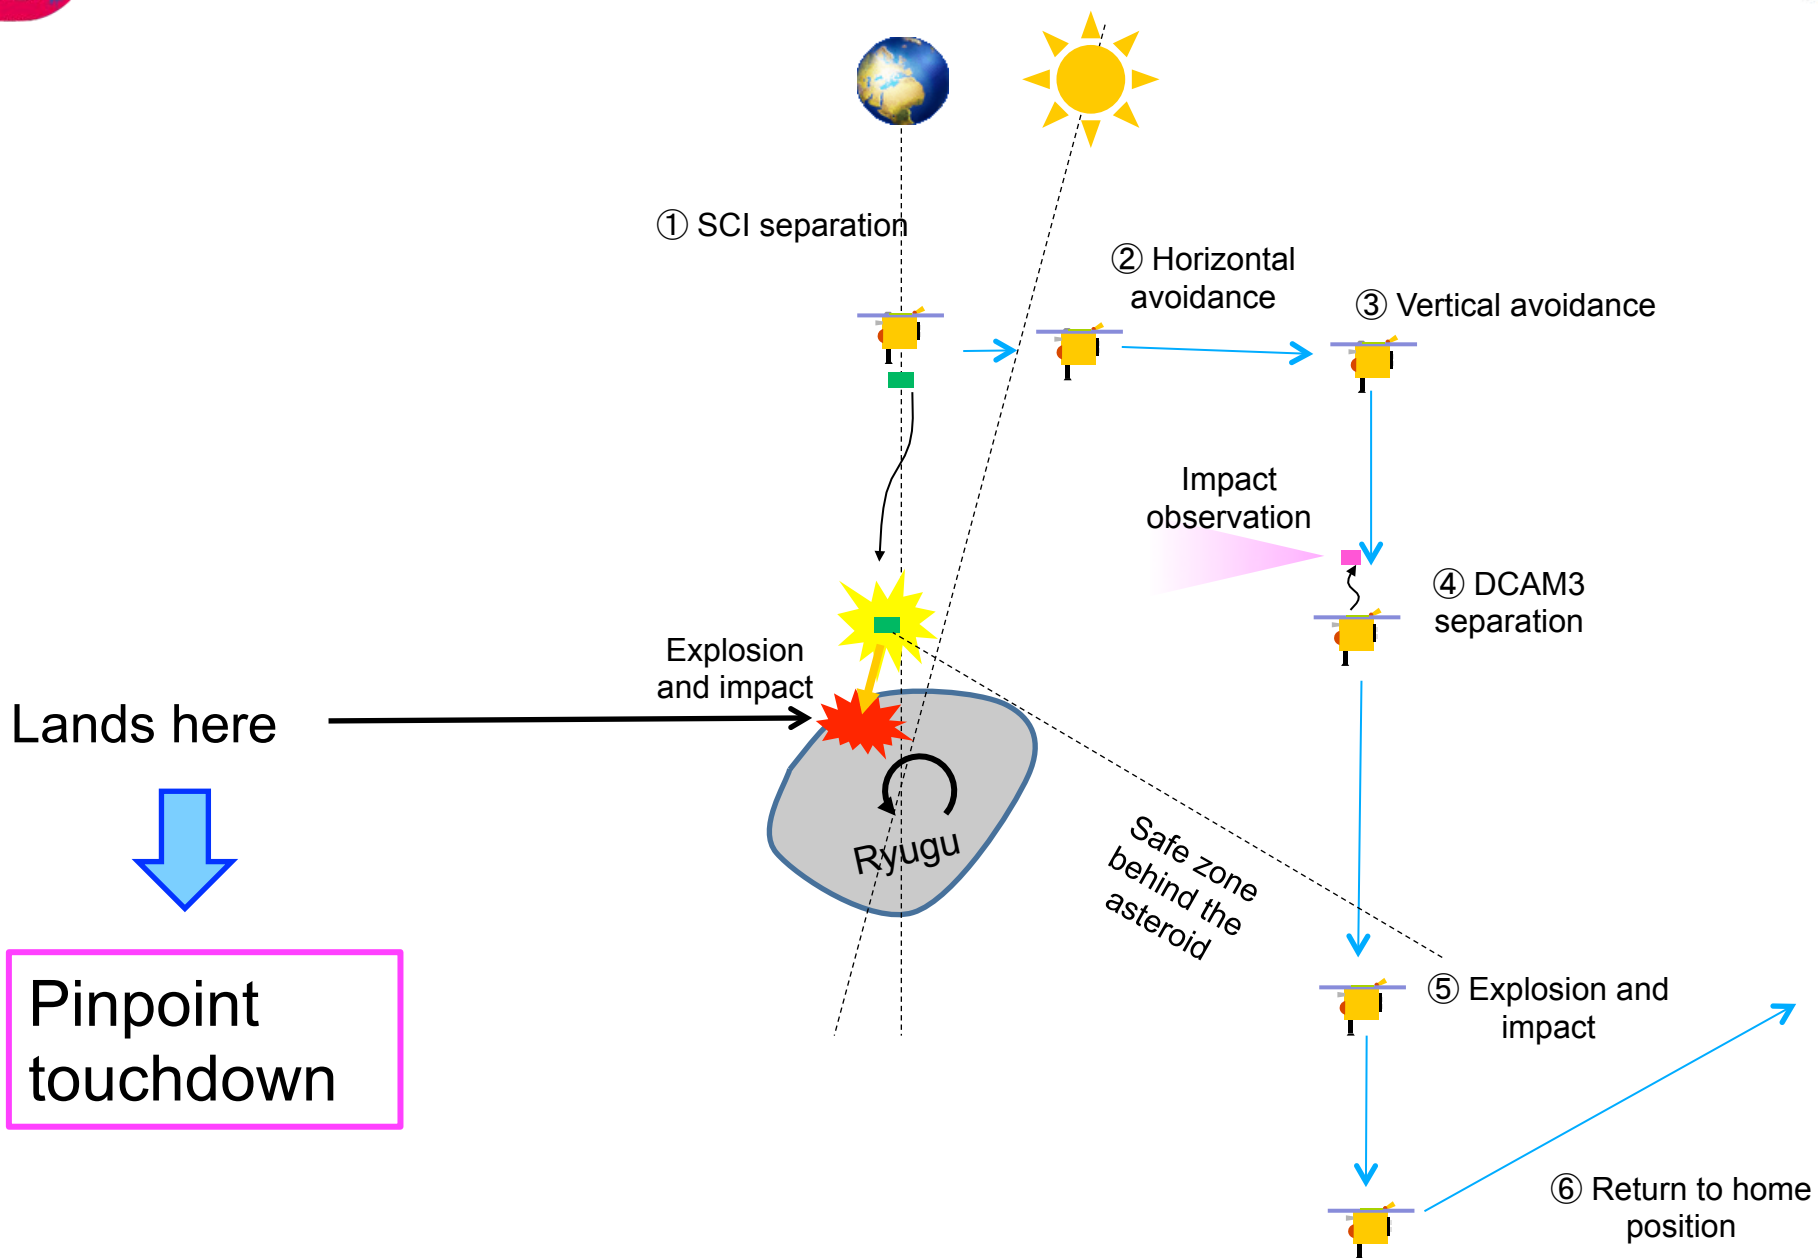 ① SCI separation
② Horizontal
avoidance
③ Vertical avoidance
Impact
observation
④ DCAM3
separation
Explosion
and impact
Lands here
Ryugu
Safe zone
behind the
asteroid
Pinpoint
touchdown
⑤ Explosion and
impact
⑥ Return to home
position